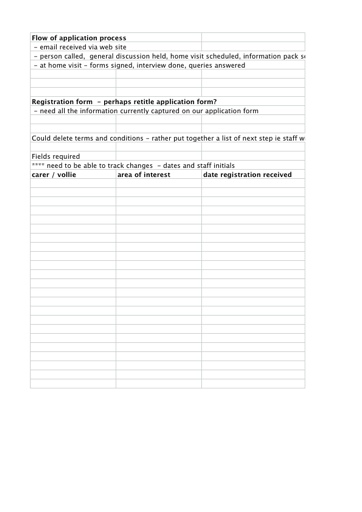 Flow of application process
- email received via web site
- person called, general discussion held, home visit scheduled, information pack
- at home visit - forms signed, interview done, queries answered
Registration form - perhaps retitle application form?
- need all the information currently captured on our application form
Could delete terms and conditions - rather put together a list of next step ie staff
Fields required
**** need to be able to track changes - dates and staff initials
carer / vollie area of interest date registration received